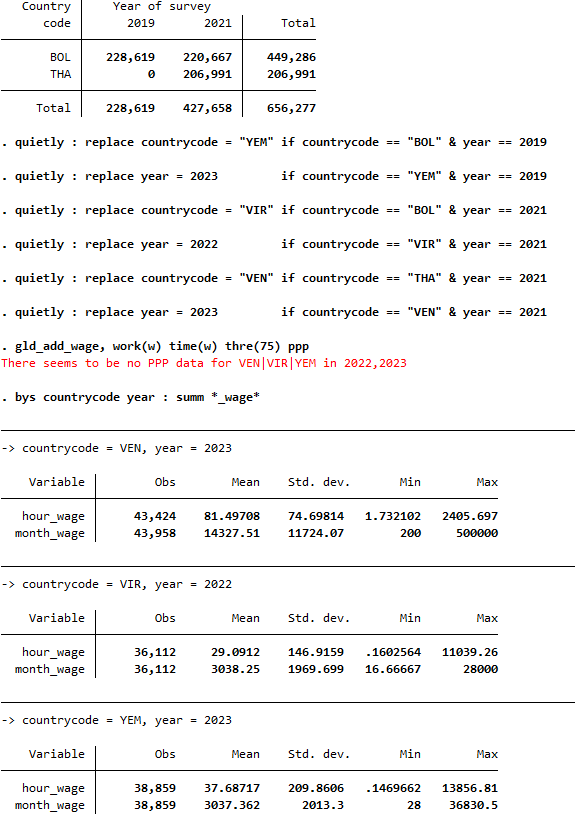 Country Year of survey
code 2019 2021 Total
BOL 228,619 220,667 449,286
THA 0 206,991 206,991
Total 228,619 427,658 656,277
. quietly : replace countrycode = "YEM" if countrycode == "BOL" & year == 2019
. quietly : replace year = 2023 if countrycode == "YEM" & year == 2019
. quietly : replace countrycode = "VIR" if countrycode == "BOL" & year == 2021
. quietly : replace year = 2022 if countrycode == "VIR" & year == 2021
. quietly : replace countrycode = "VEN" if countrycode == "THA" & year == 2021
. quietly : replace year = 2023 if countrycode == "VEN" & year == 2021
. gld_add_wage, work(w) time(w) thre(75) ppp
There seems to be no PPP data for VEN|VIR|YEM in 2022,2023
. bys countrycode year : summ *_wage*
-> countrycode = VEN, year = 2023
Variable Obs Mean Std. dev. Min Max
hour_wage 43,424 81.49708 74.69814 1.732102 2405.697
month_wage 43,958 14327.51 11724.07 200 500000
-> countrycode = VIR, year = 2022
Variable Obs Mean Std. dev. Min Max
hour_wage 36,112 29.0912 146.9159 .1602564 11039.26
month_wage 36,112 3038.25 1969.699 16.66667 28000
-> countrycode = YEM, year = 2023
Variable Obs Mean Std. dev. Min Max
hour_wage 38,859 37.68717 209.8606 .1469662 13856.81
month_wage 38,859 3037.362 2013.3 28 36830.5